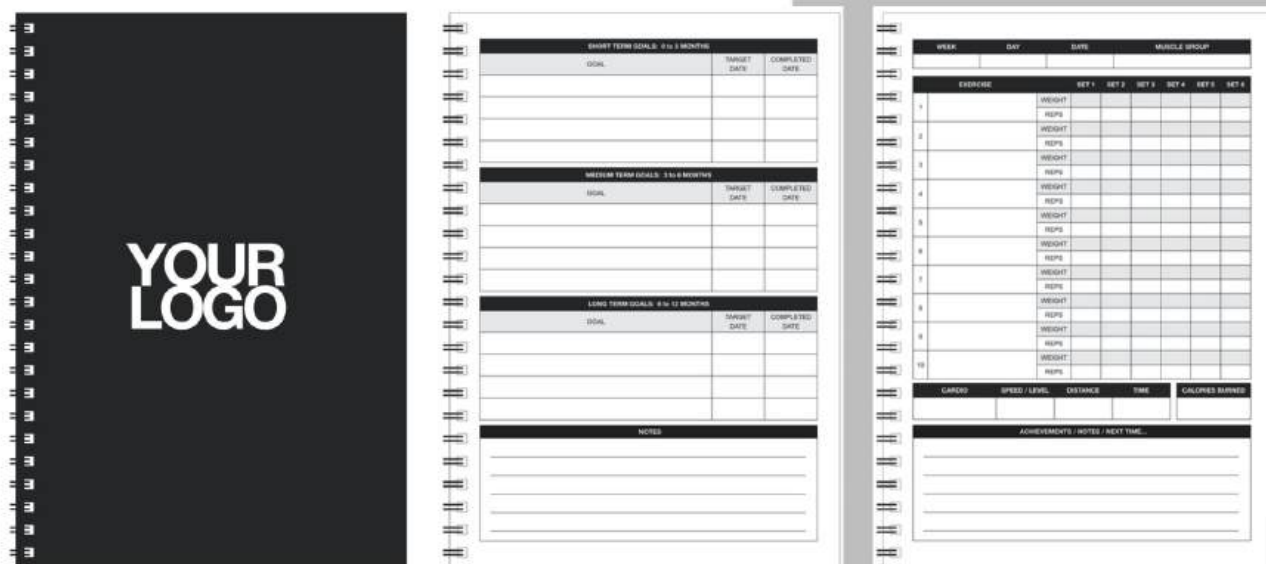 YOUR
LOGO
SHORT TERM GOALS: 0 to 3 MONTHS
GOAL
TARGET DATE
COMPLETED DATE
MEDIUM TERM GOALS: 3 to 6 MONTHS
GOAL
TARGET DATE
COMPLETED DATE
LONG TERM GOALS: 6 to 12 MONTHS
GOAL
TARGET DATE
COMPLETED DATE
NOTES
WEEK DAY DATE MUSCLE GROUP
EXERCISE SET 1 SET 2 SET 3 SET 4 SET 5 SET 6
1 WEIGHT
REPS
2 WEIGHT
REPS
3 WEIGHT
REPS
4 WEIGHT
REPS
5 WEIGHT
REPS
6 WEIGHT
REPS
7 WEIGHT
REPS
8 WEIGHT
REPS
9 WEIGHT
REPS
10 WEIGHT
REPS
CARDIO SPEED / LEVEL DISTANCE TIME CALORIES BURNED
ACHIEVEMENTS / NOTES / NEXT TIME...